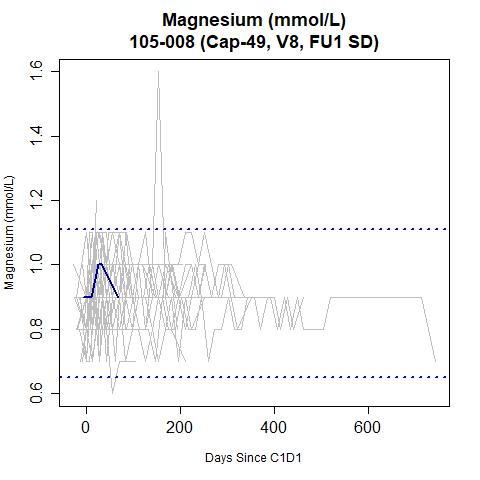 Magnesium (mmol/L)
105-008 (Cap-49, V8, FU1 SD)
Magnesium (mmol/L)
1.6
1.4
1.2
1.0
0.8
0.6
0
200
400
600
Days Since C1D1